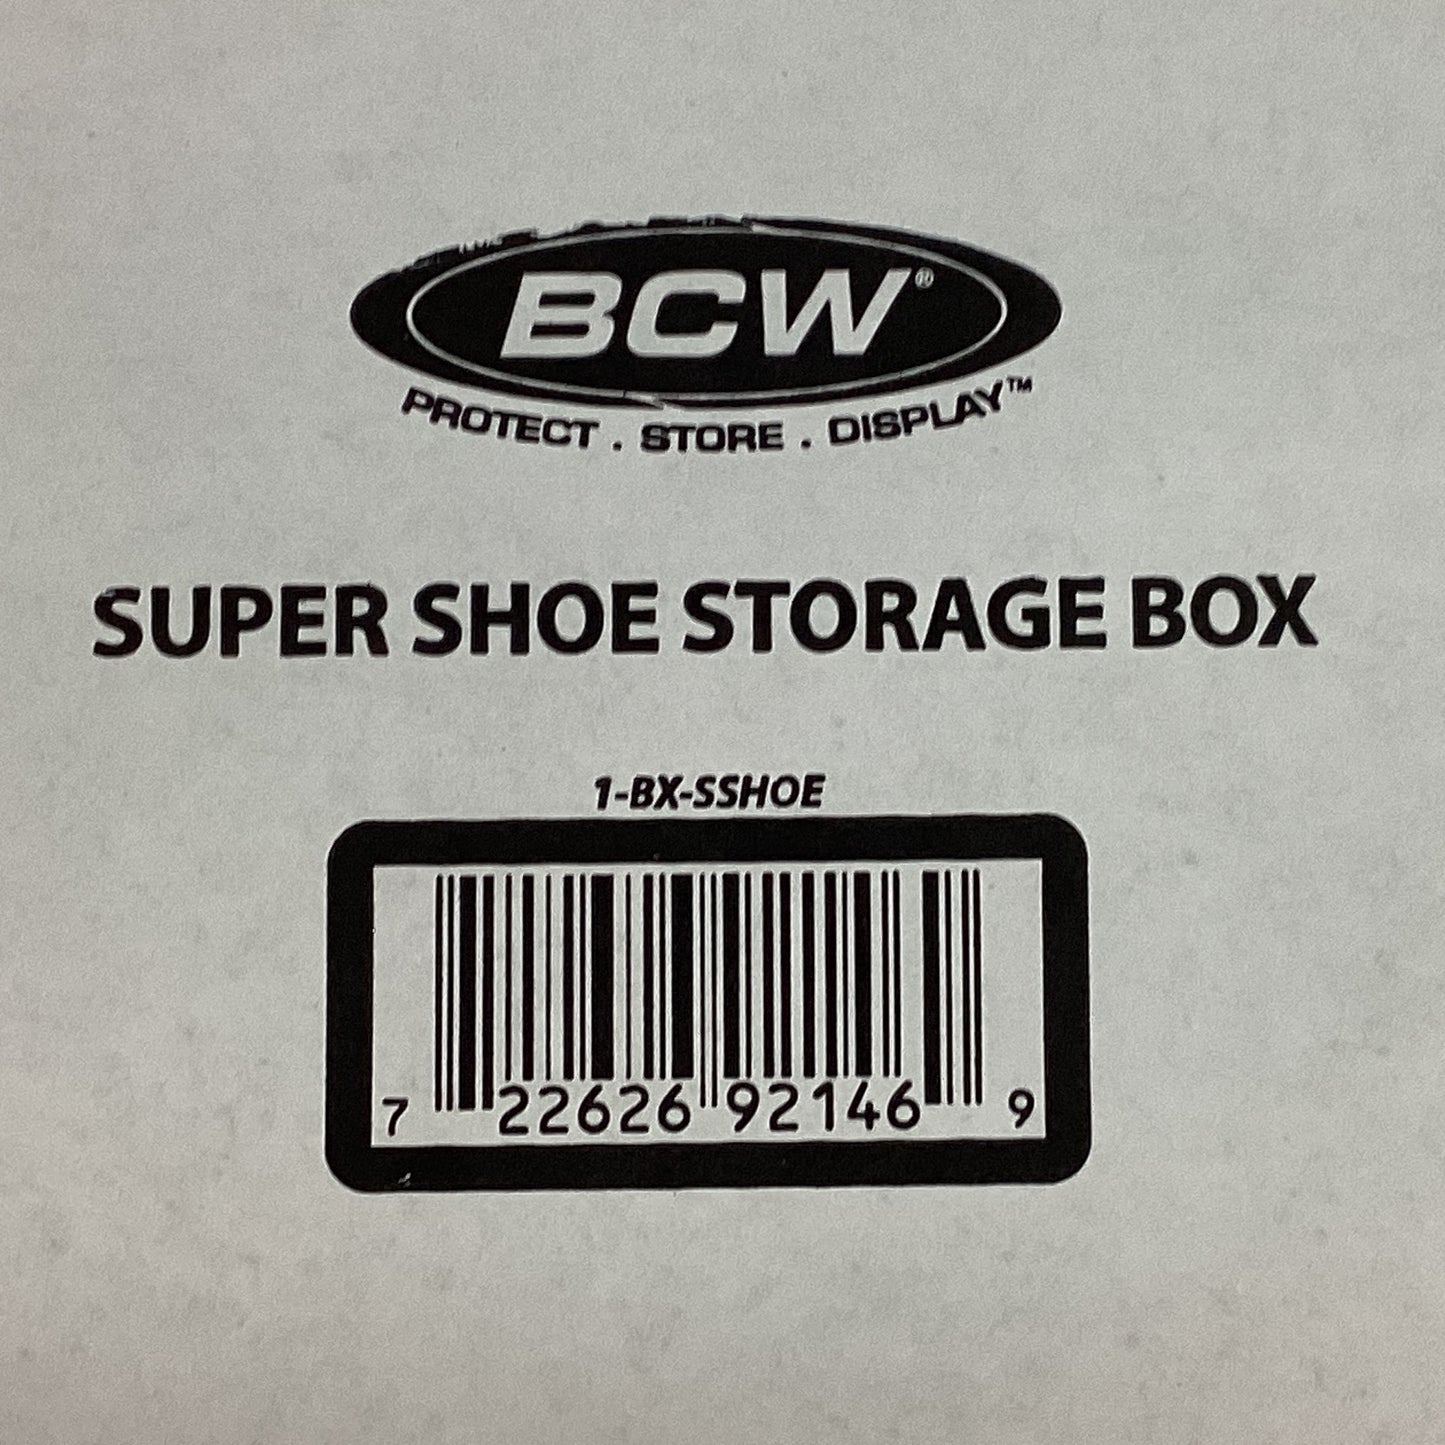 BCW®
PROTECT . STORE . DISPLAY™
SUPER SHOE STORAGE BOX
1-BX-SSHOE
7 22626 92146 9